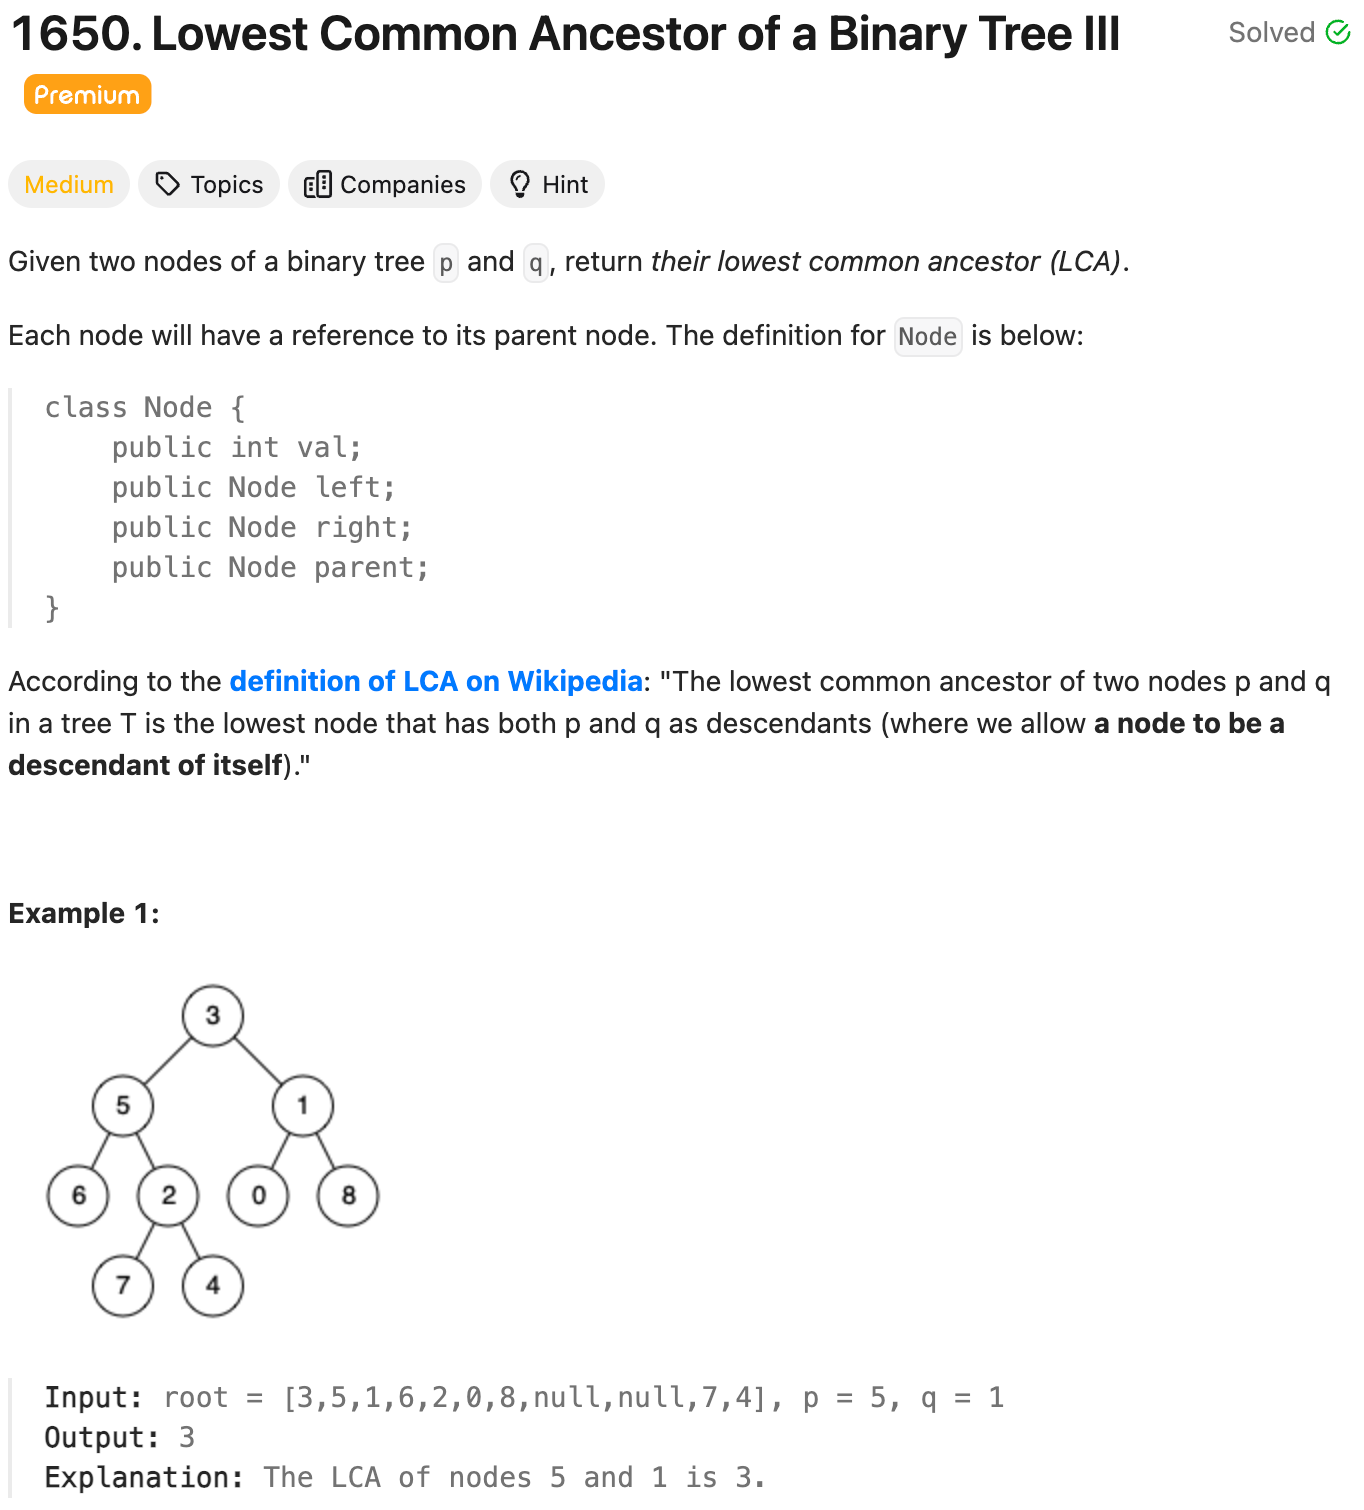 1650. Lowest Common Ancestor of a Binary Tree III
Solved
Premium
Medium
Topics
Companies
Hint
Given two nodes of a binary tree p and q, return their lowest common ancestor (LCA).
Each node will have a reference to its parent node. The definition for Node is below:
class Node {
    public int val;
    public Node left;
    public Node right;
    public Node parent;
}
According to the definition of LCA on Wikipedia: "The lowest common ancestor of two nodes p and q
in a tree T is the lowest node that has both p and q as descendants (where we allow a node to be a
descendant of itself)."
Example 1:
3
5 1
6 2 0 8
7 4
Input: root = [3,5,1,6,2,0,8,null,null,7,4], p = 5, q = 1
Output: 3
Explanation: The LCA of nodes 5 and 1 is 3.